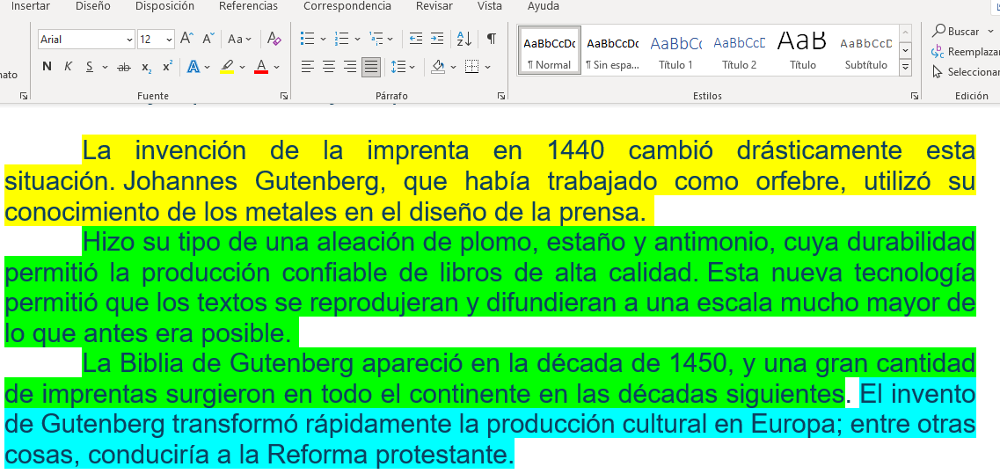 Insertar Diseño Disposición Referencias Correspondencia Revisar Vista Ayuda
Arial 12 Aa
AaBbCcDc AaBbCcDc AaBbCc AaBbCcD AaB AaBbCcD
Buscar
Reemplazar
Seleccionar
N K S ab x₂ x² A A
¶ Normal ¶ Sin espa... Título 1 Título 2 Título Subtítulo
nato
Fuente Párrafo Estilos Edición
La invención de la imprenta en 1440 cambió drásticamente esta
situación. Johannes Gutenberg, que había trabajado como orfebre, utilizó su
conocimiento de los metales en el diseño de la prensa.
Hizo su tipo de una aleación de plomo, estaño y antimonio, cuya durabilidad
permitió la producción confiable de libros de alta calidad. Esta nueva tecnología
permitió que los textos se reprodujeran y difundieran a una escala mucho mayor de
lo que antes era posible.
La Biblia de Gutenberg apareció en la década de 1450, y una gran cantidad
de imprentas surgieron en todo el continente en las décadas siguientes. El invento
de Gutenberg transformó rápidamente la producción cultural en Europa; entre otras
cosas, conduciría a la Reforma protestante.